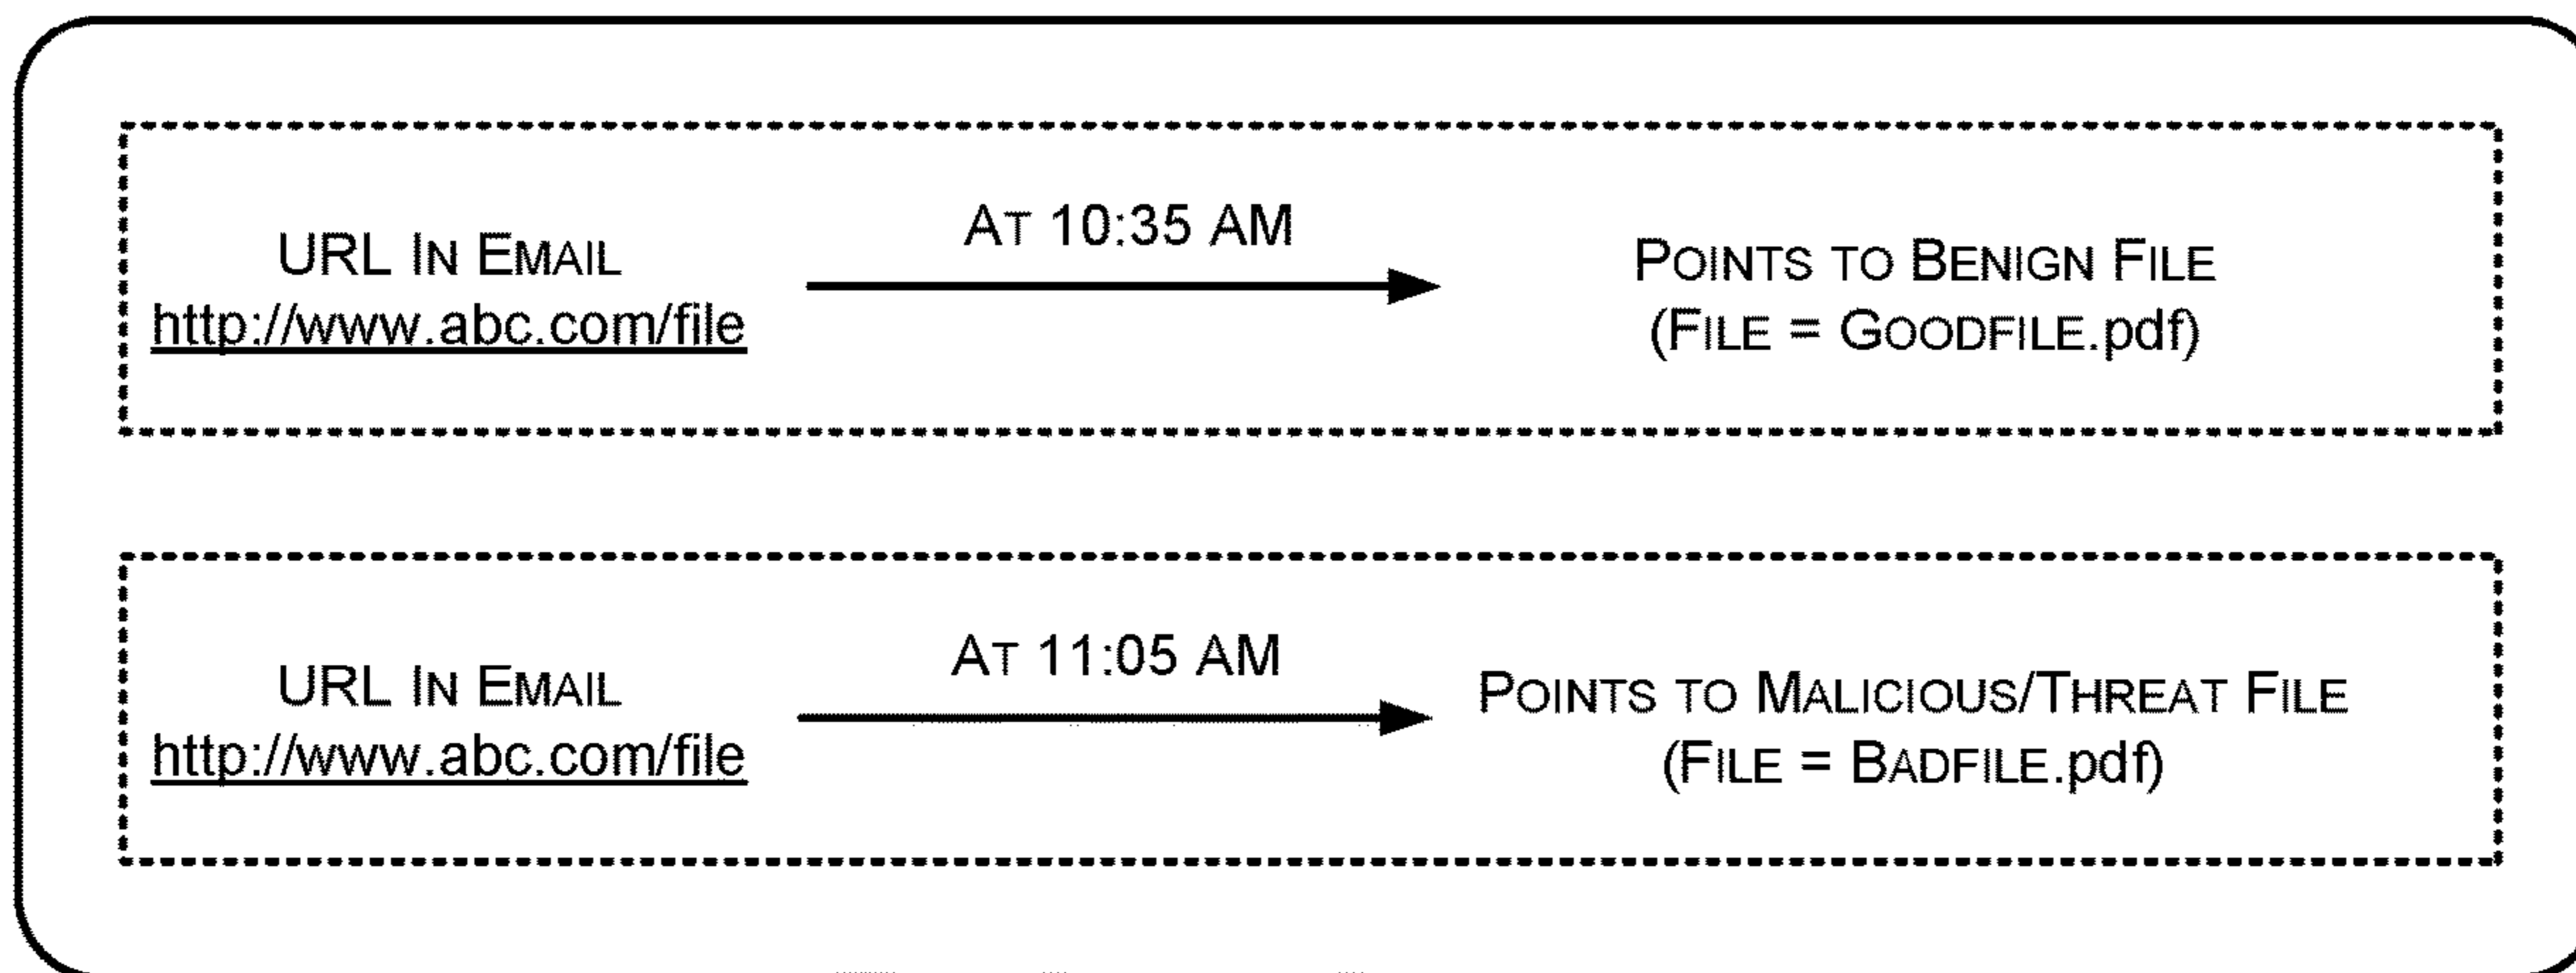 URL IN EMAIL
http://www.abc.com/file
AT 10:35 AM
POINTS TO BENIGN FILE
(FILE = GOODFILE.pdf)
URL IN EMAIL
http://www.abc.com/file
AT 11:05 AM
POINTS TO MALICIOUS/THREAT FILE
(FILE = BADFILE.pdf)